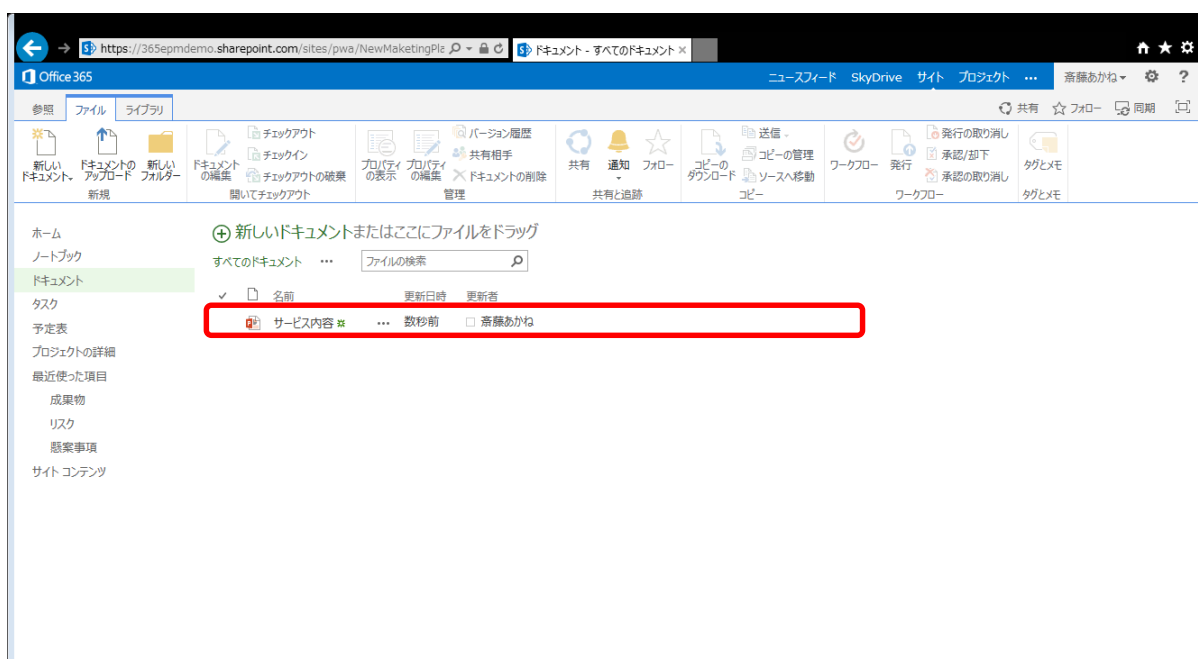 https://365epmdemo.sharepoint.com/sites/pwa/NewMaketingPla
ドキュメント - すべてのドキュメント ×
Office 365
ニュースフィード SkyDrive サイト プロジェクト ... 斎藤あかね ?
参照 ファイル ライブラリ
共有 フォロー 同期
新しい
ドキュメント
ドキュメントの
アップロード
新しい
フォルダー
新規
ドキュメント
の編集
チェックアウト
チェックイン
チェックアウトの破棄
開いてチェックアウト
プロパティ
の表示
プロパティ
の編集
バージョン履歴
共有相手
ドキュメントの削除
管理
共有 通知 フォロー
共有と追跡
コピーの
ダウンロード
送信
コピーの管理
ソースへ移動
コピー
ワークフロー 発行
発行の取り消し
承認/却下
承認の取り消し
ワークフロー
タグとメモ
タグとメモ
ホーム
ノートブック
ドキュメント
タスク
予定表
プロジェクトの詳細
最近使った項目
成果物
リスク
懸案事項
サイト コンテンツ
新しいドキュメントまたはここにファイルをドラッグ
すべてのドキュメント ... ファイルの検索
名前 更新日時 更新者
サービス内容 ... 数秒前 斎藤あかね